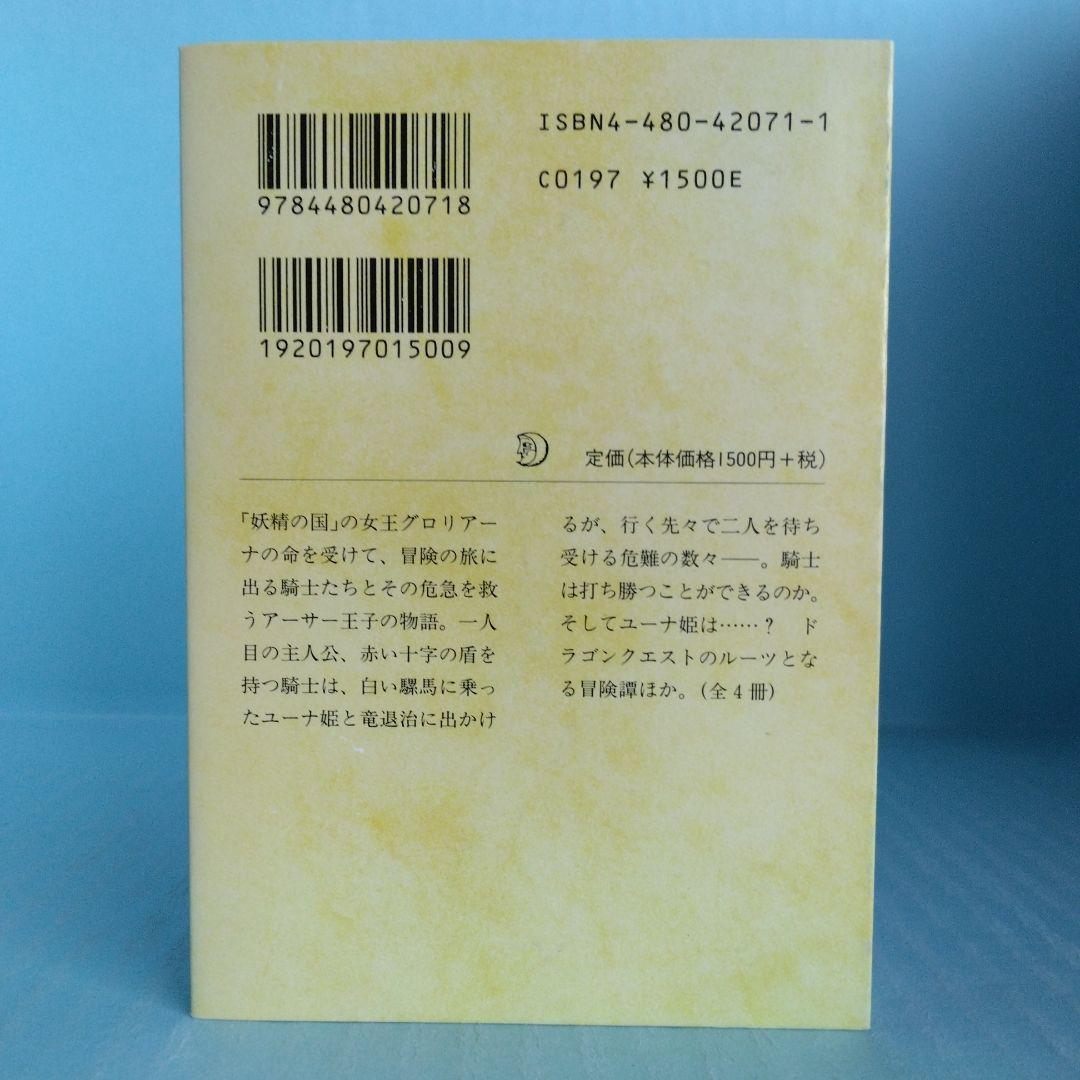 ISBN4-480-42071-1
C0197 ¥1500E
9784480420718
1920197015009
定価(本体価格1500円＋税)
「妖精の国」の女王グロリアー
ナの命を受けて、冒険の旅に
出る騎士たちとその危急を救
うアーサー王子の物語。一人
目の主人公、赤い十字の盾を
持つ騎士は、白い騾馬に乗っ
たユーナ姫と竜退治に出かけ
るが、行く先々で二人を待ち
受ける危難の数々――。騎士
は打ち勝つことができるのか。
そしてユーナ姫は……？　ド
ラゴンクエストのルーツとな
る冒険譚ほか。(全4冊)